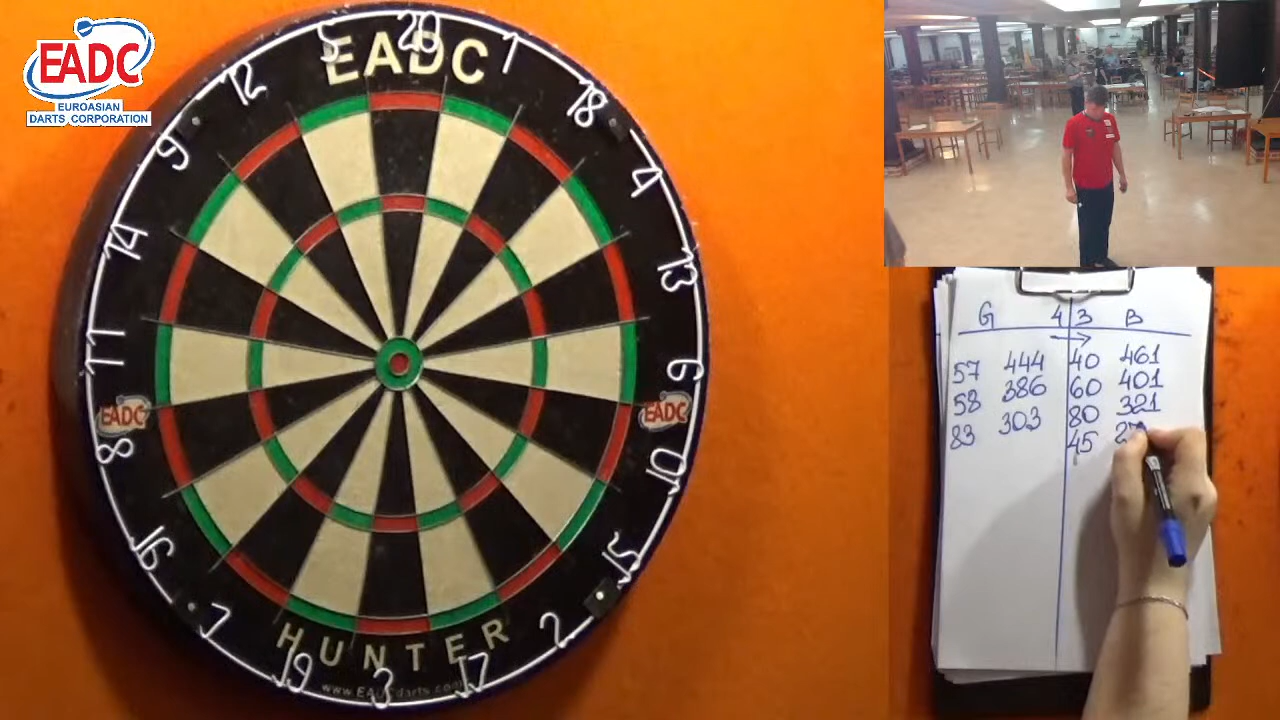 EADC
EUROASIAN
DARTS CORPORATION
EADC
5 20 1
12 18
9 4
14 13
11 6
EADC EADC
8 10
16 15
7 2
HUNTER
19 3 17
G 4 3 B
57 444 40 461
58 386 60 401
83 303 80 321
45